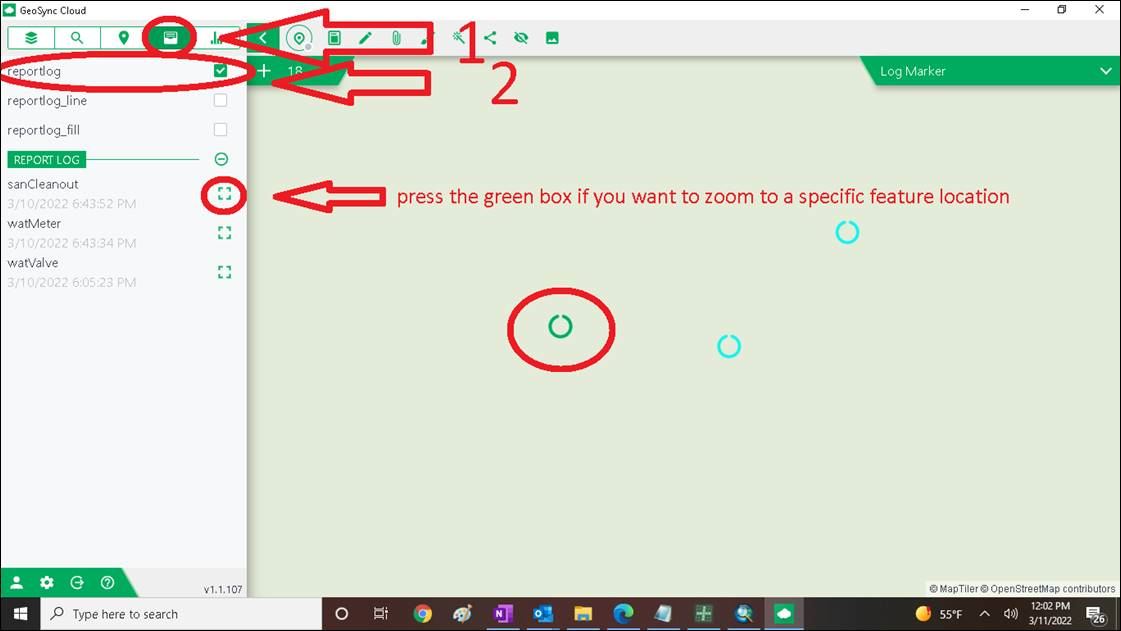 GeoSync Cloud
1
reportlog
18
Log Marker
2
reportlog_line
reportlog_fill
REPORT LOG
sanCleanout
3/10/2022 6:43:52 PM
press the green box if you want to zoom to a specific feature location
watMeter
3/10/2022 6:43:34 PM
watValve
3/10/2022 6:05:23 PM
v1.1.107
© MapTiler © OpenStreetMap contributors
Type here to search
N
55°F
12:02 PM
3/11/2022
26